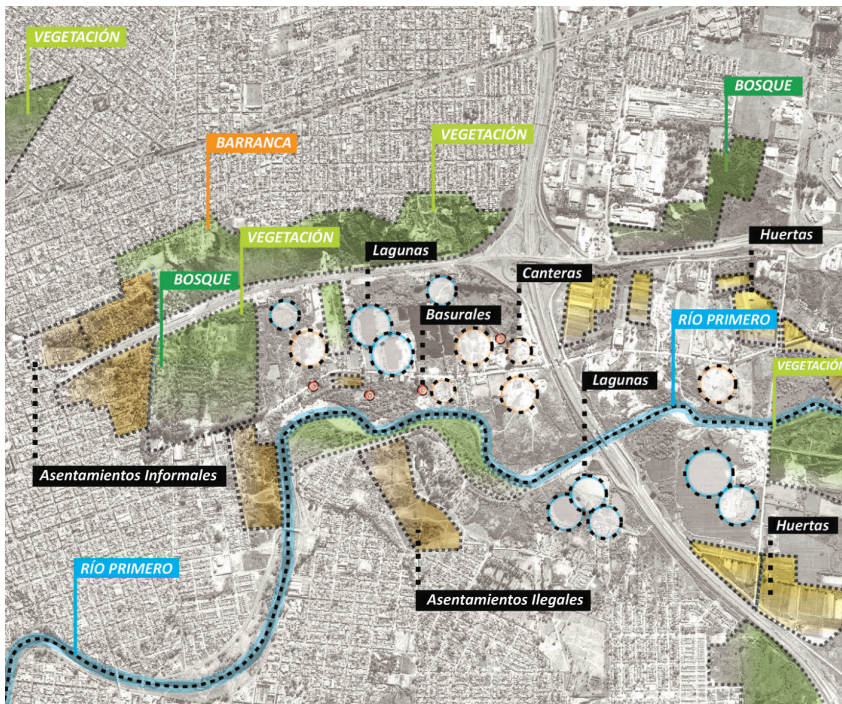 VEGETACIÓN
BOSQUE
BARRANCA
VEGETACIÓN
VEGETACIÓN
Lagunas
Huertas
BOSQUE
Canteras
Basurales
RÍO PRIMERO
VEGETACIÓN
Lagunas
Asentamientos Informales
Huertas
RÍO PRIMERO
Asentamientos Ilegales